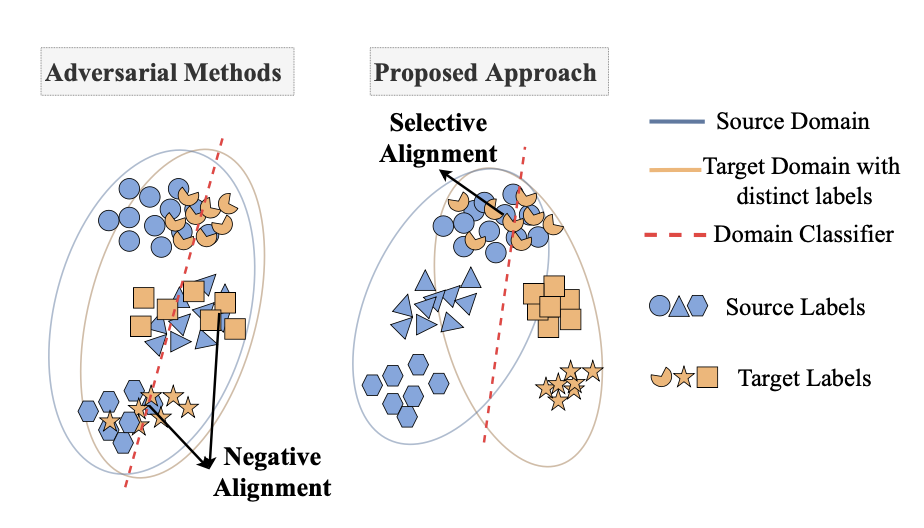 Adversarial Methods
Proposed Approach
Selective
Alignment
Negative
Alignment
Source Domain
Target Domain with
distinct labels
Domain Classifier
Source Labels
Target Labels